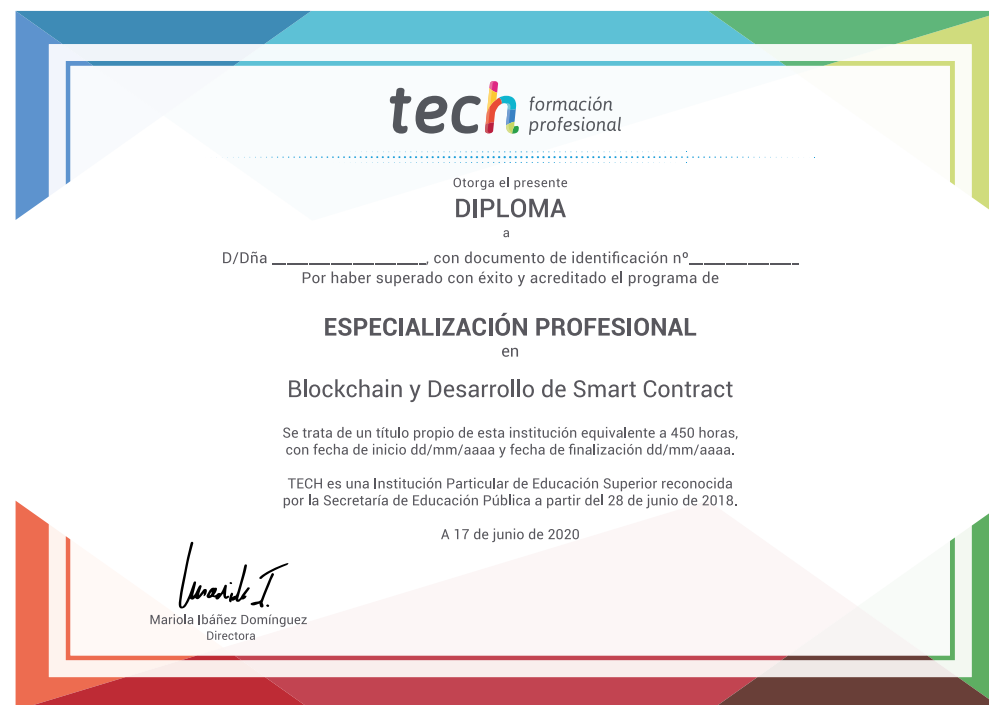 tech formación
profesional
Otorga el presente
DIPLOMA
a
D/Dña ____________________, con documento de identificación nº______________
Por haber superado con éxito y acreditado el programa de
ESPECIALIZACIÓN PROFESIONAL
en
Blockchain y Desarrollo de Smart Contract
Se trata de un título propio de esta institución equivalente a 450 horas,
con fecha de inicio dd/mm/aaaa y fecha de finalización dd/mm/aaaa.
TECH es una Institución Particular de Educación Superior reconocida
por la Secretaría de Educación Pública a partir del 28 de junio de 2018.
A 17 de junio de 2020
Mariola I.
Mariola Ibáñez Domínguez
Directora